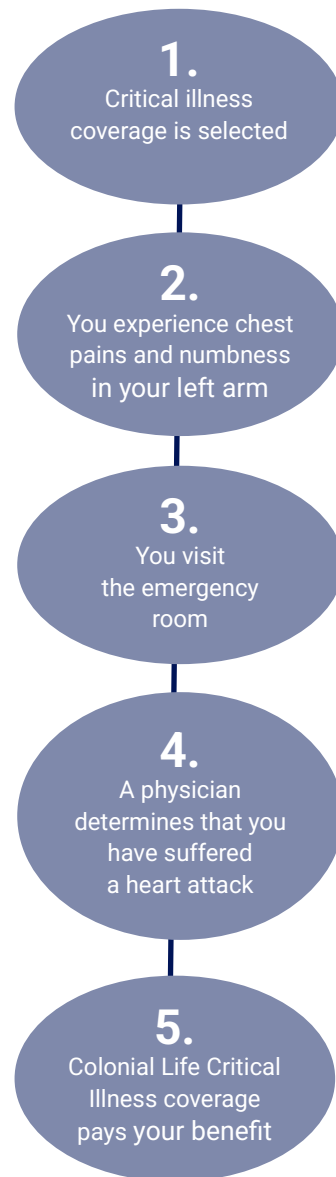 1.
Critical illness
coverage is selected
2.
You experience chest
pains and numbness
in your left arm
3.
You visit
the emergency
room
4.
A physician
determines that you
have suffered
a heart attack
5.
Colonial Life Critical
Illness coverage
pays your benefit